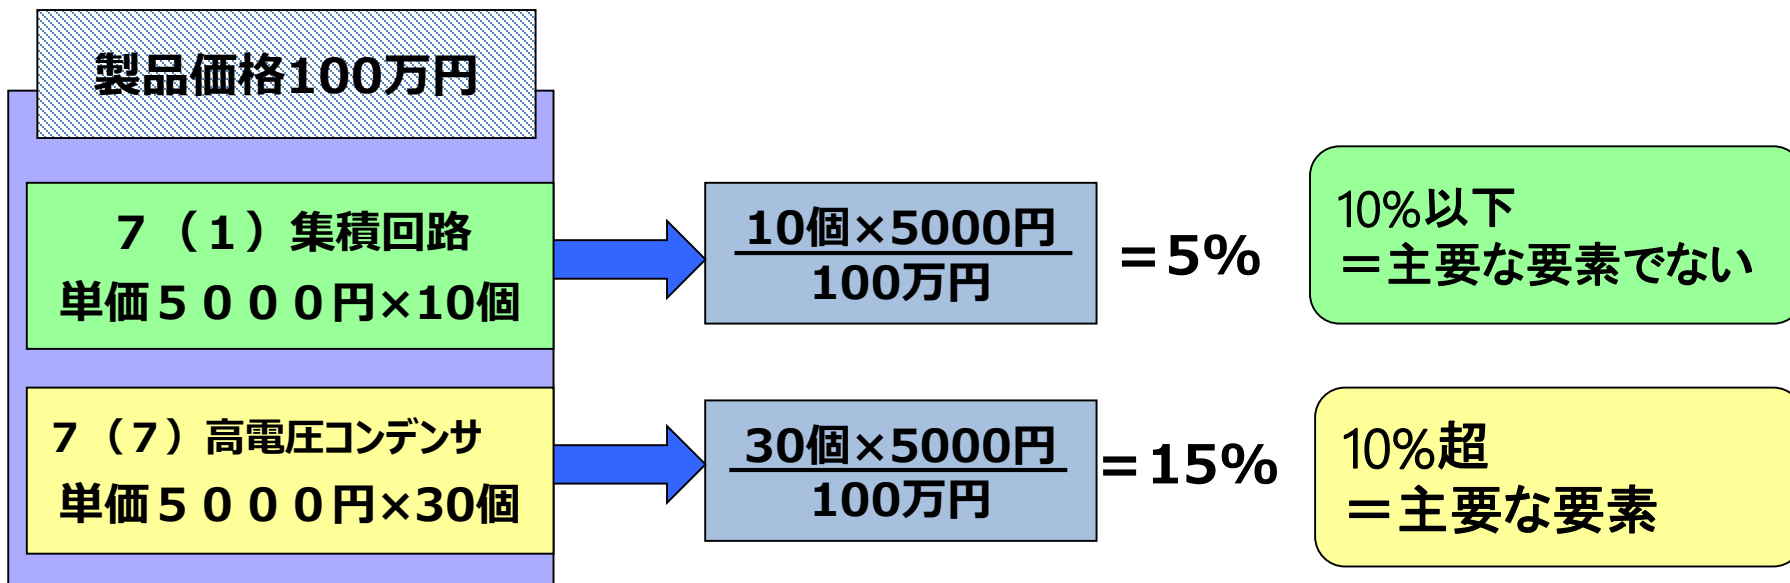 製品価格100万円
７（１）集積回路
単価５０００円×10個
10個×5000円
100万円
＝5%
10%以下
＝主要な要素でない
７（７）高電圧コンデンサ
単価５０００円×30個
30個×5000円
100万円
＝15%
10%超
＝主要な要素